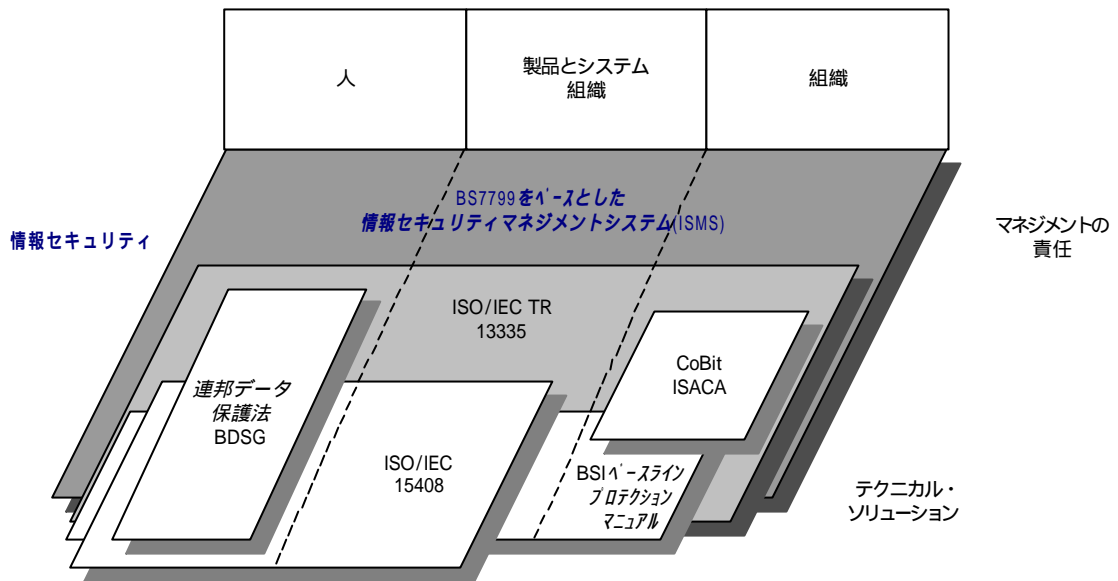 人
製品とシステム
組織
組織
BS7799をﾍﾞｰｽとした
情報セキュリティマネジメントシステム(ISMS)
情報セキュリティ
マネジメントの
責任
ISO/IEC TR
13335
CoBit
ISACA
連邦データ
保護法
BDSG
ISO/IEC
15408
BSIﾍﾞｰｽライン
プロテクション
マニュアル
テクニカル・
ソリューション